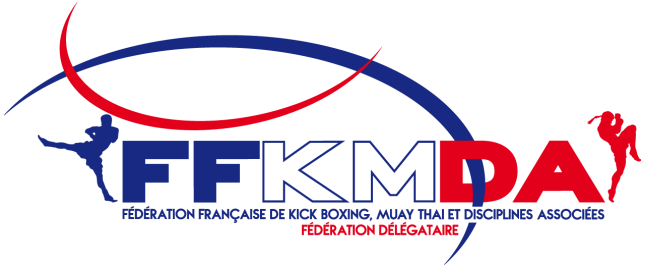 FFKMDA
FÉDÉRATION FRANÇAISE DE KICK BOXING, MUAY THAI ET DISCIPLINES ASSOCIÉES
FÉDÉRATION DÉLÉGATAIRE